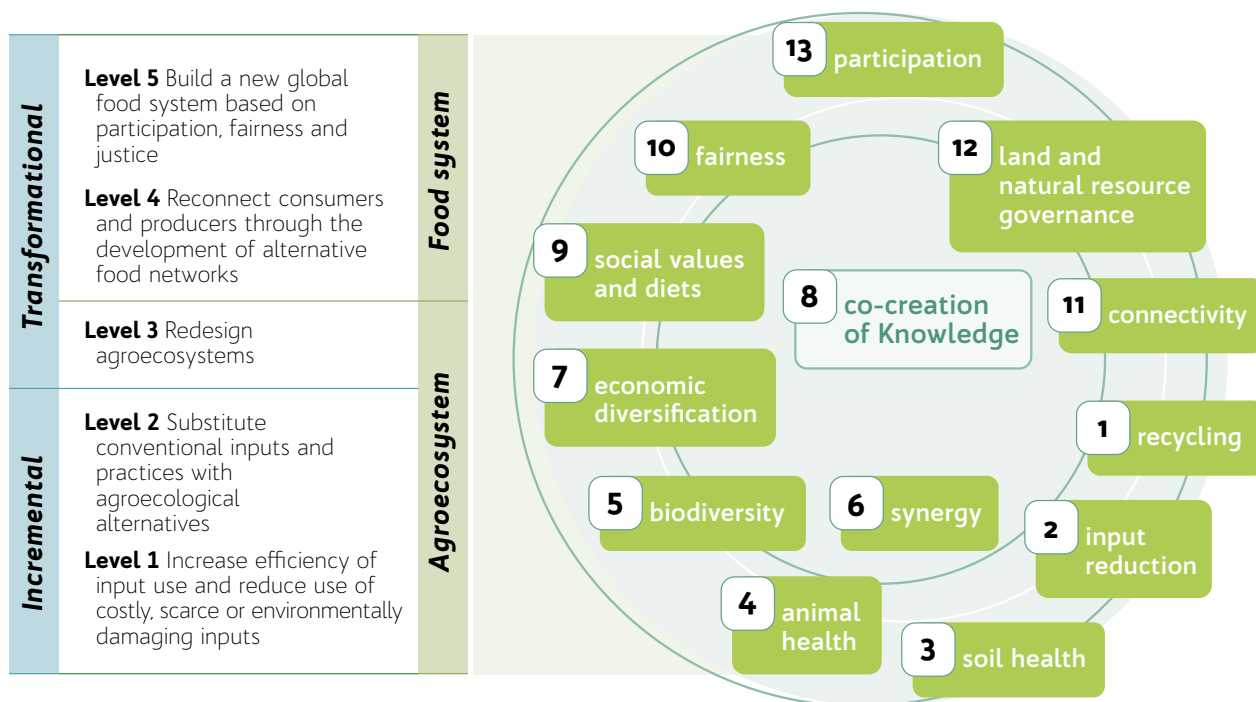 Transformational
Incremental
Level 5 Build a new global
food system based on
participation, fairness and
justice
Level 4 Reconnect consumers
and producers through the
development of alternative
food networks
Level 3 Redesign
agroecosystems
Level 2 Substitute
conventional inputs and
practices with
agroecological
alternatives
Level 1 Increase efficiency of
input use and reduce use of
costly, scarce or environmentally
damaging inputs
Food system
Agroecosystem
13 participation
10 fairness
12 land and
natural resource
governance
9 social values
and diets
8 co-creation
of Knowledge
11 connectivity
7 economic
diversification
1 recycling
5 biodiversity
6 synergy
2 input
reduction
4 animal
health
3 soil health